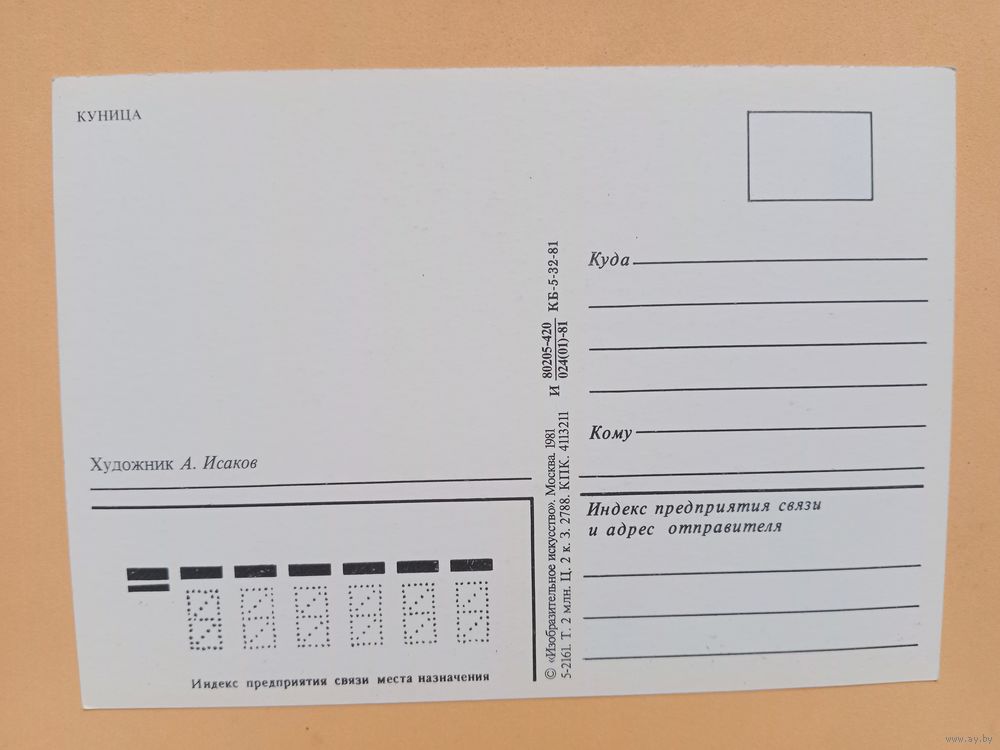 КУНИЦА
Художник А. Исаков
Индекс предприятия связи места назначения
© «Изобразительное искусство». Москва. 1981
5-2161. Т. 2 млн. Ц. 2 к. З. 2788. КПК. 4113211
И 80205-420 КБ-5-32-81
024(01)-81
Куда
Кому
Индекс предприятия связи
и адрес отправителя
www.ay.by